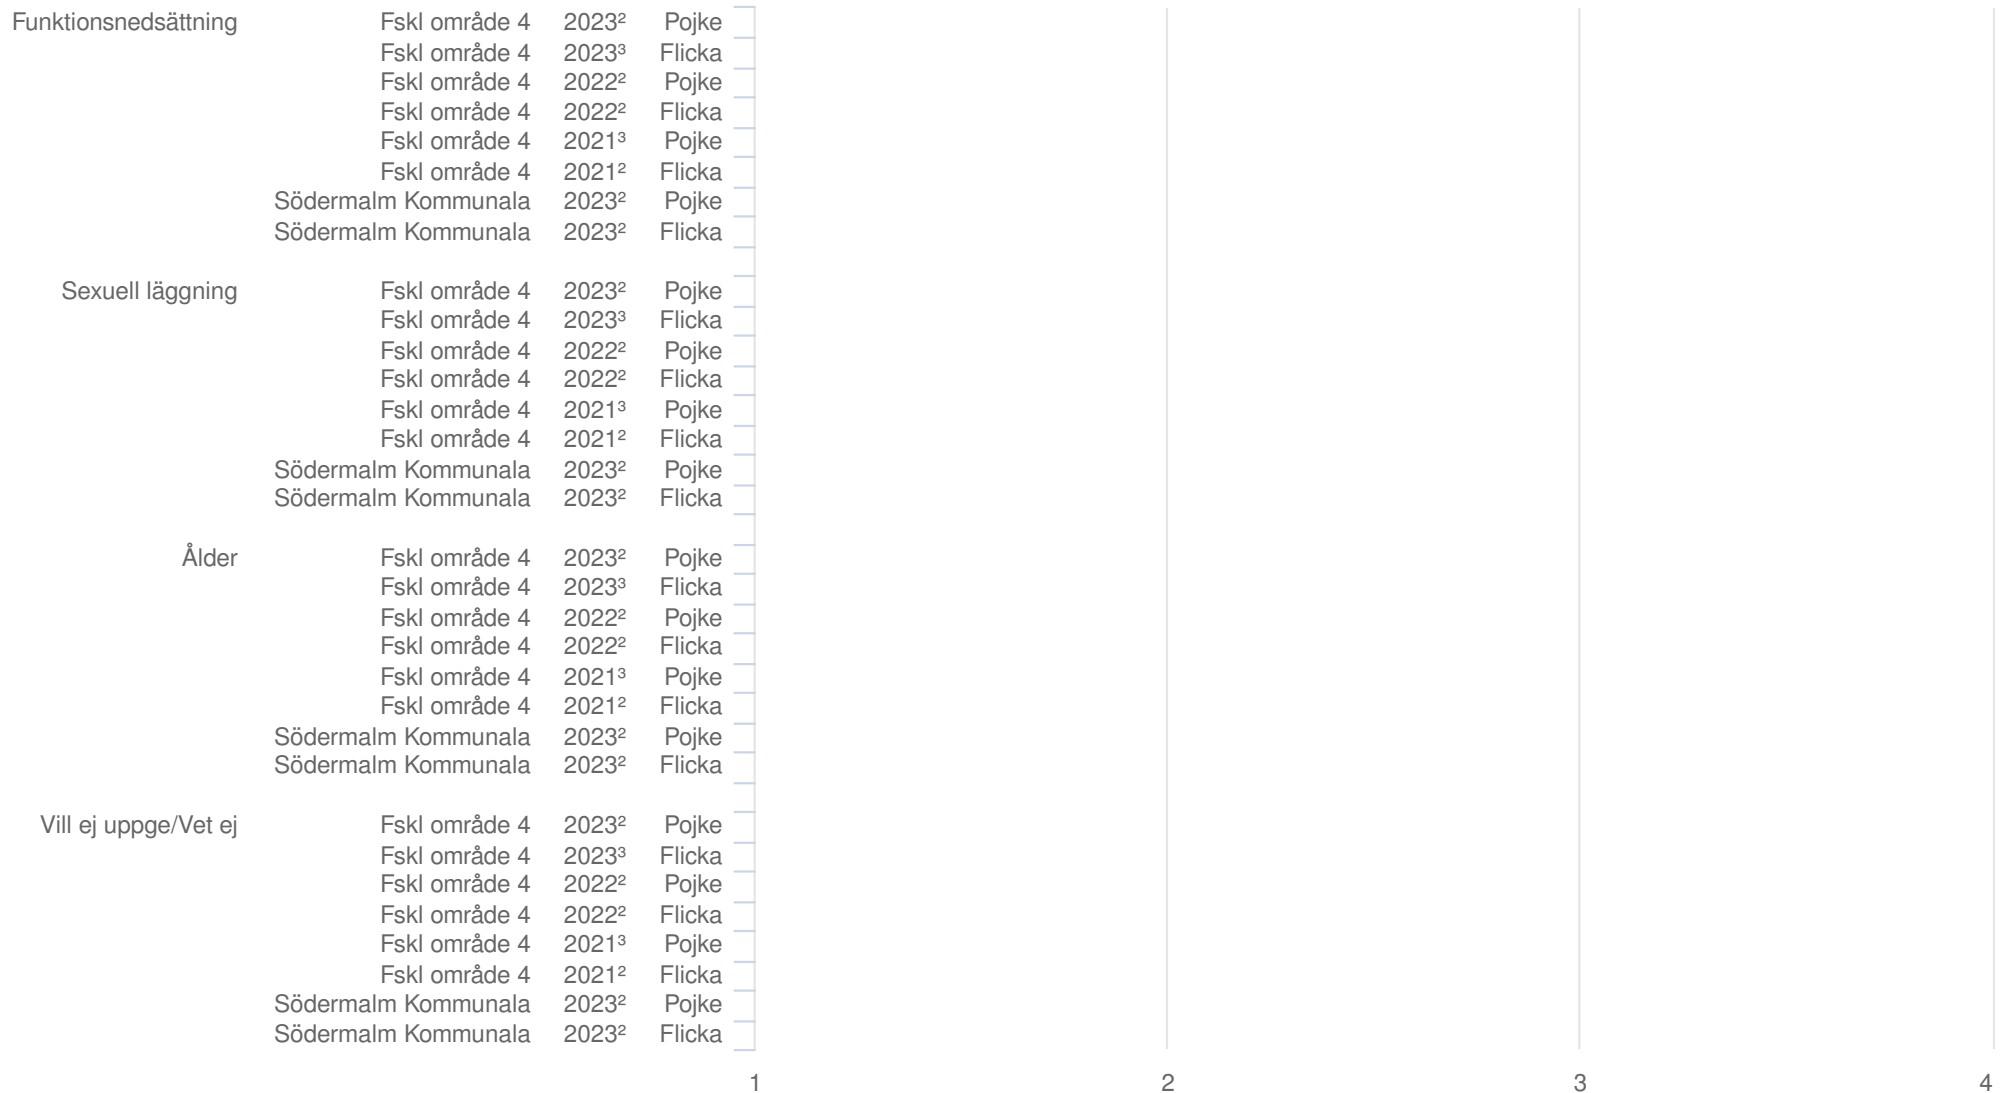 Funktionsnedsättning Fskl område 4 2023² Pojke
Fskl område 4 2023³ Flicka
Fskl område 4 2022² Pojke
Fskl område 4 2022² Flicka
Fskl område 4 2021³ Pojke
Fskl område 4 2021² Flicka
Södermalm Kommunala 2023² Pojke
Södermalm Kommunala 2023² Flicka
Sexuell läggning Fskl område 4 2023² Pojke
Fskl område 4 2023³ Flicka
Fskl område 4 2022² Pojke
Fskl område 4 2022² Flicka
Fskl område 4 2021³ Pojke
Fskl område 4 2021² Flicka
Södermalm Kommunala 2023² Pojke
Södermalm Kommunala 2023² Flicka
Ålder Fskl område 4 2023² Pojke
Fskl område 4 2023³ Flicka
Fskl område 4 2022² Pojke
Fskl område 4 2022² Flicka
Fskl område 4 2021³ Pojke
Fskl område 4 2021² Flicka
Södermalm Kommunala 2023² Pojke
Södermalm Kommunala 2023² Flicka
Vill ej uppge/Vet ej Fskl område 4 2023² Pojke
Fskl område 4 2023³ Flicka
Fskl område 4 2022² Pojke
Fskl område 4 2022² Flicka
Fskl område 4 2021³ Pojke
Fskl område 4 2021² Flicka
Södermalm Kommunala 2023² Pojke
Södermalm Kommunala 2023² Flicka
1 2 3 4